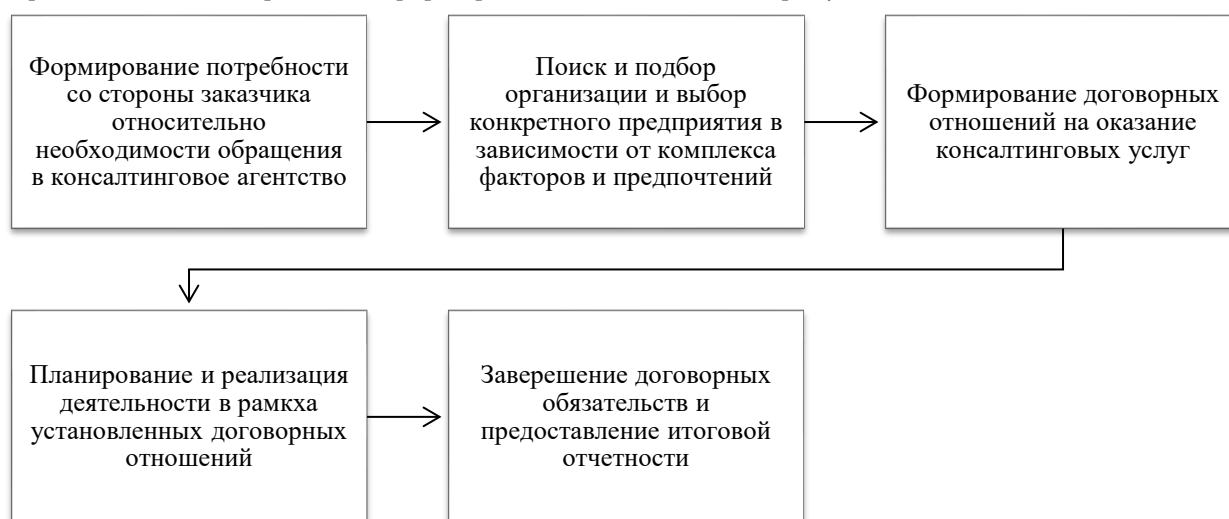 Формирование потребности
со стороны заказчика
относительно
необходимости обращения
в консалтинговое агентство
Поиск и подбор
организации и выбор
конкретного предприятия в
зависимости от комплекса
факторов и предпочтений
Формирование договорных
отношений на оказание
консалтинговых услуг
Планирование и реализация
деятельности в рамкха
установленных договорных
отношений
Заверешение договорных
обязательств и
предоставление итоговой
отчетности